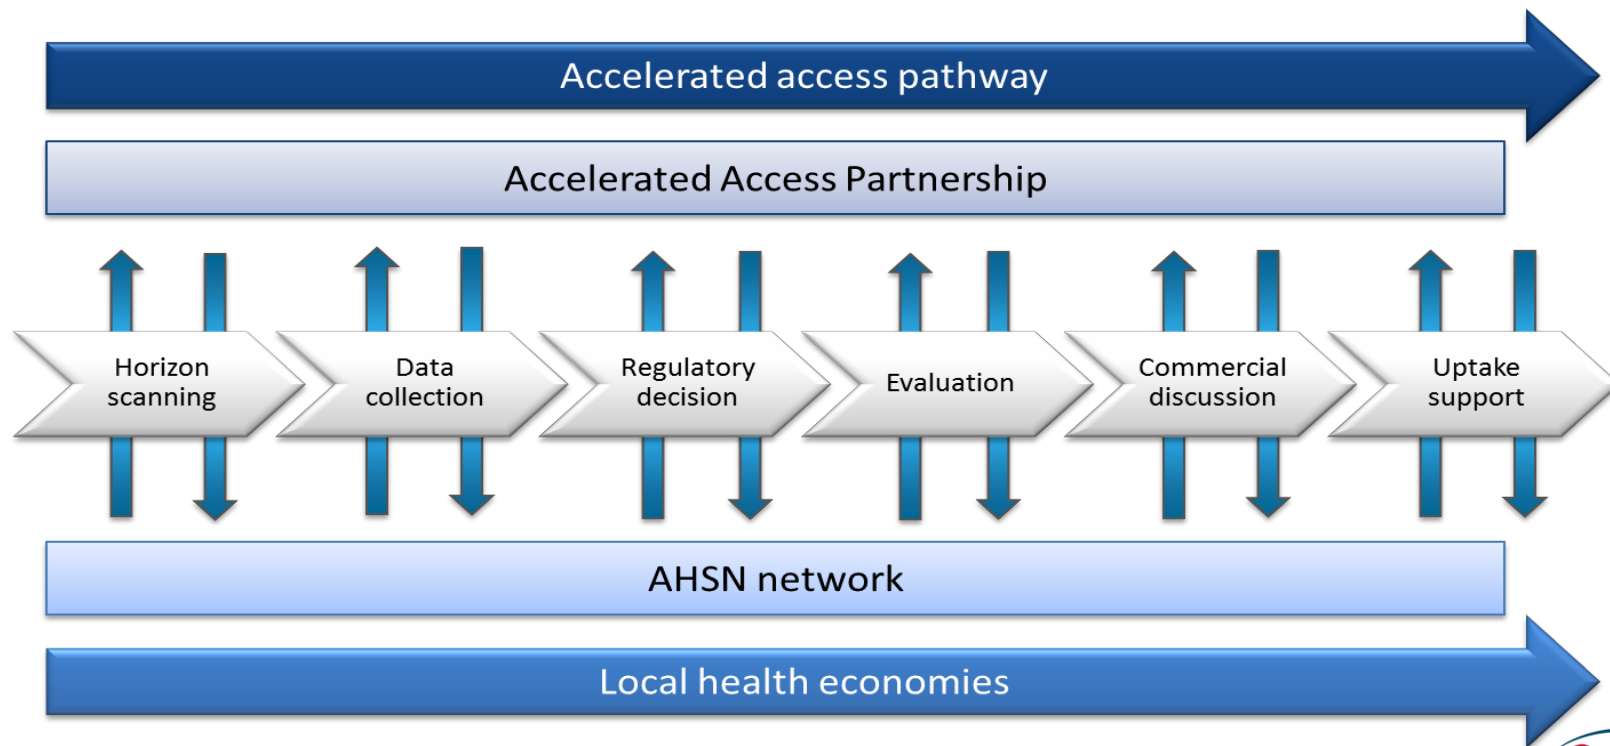 Accelerated access pathway
Accelerated Access Partnership
Horizon
scanning
Data
collection
Regulatory
decision
Evaluation
Commercial
discussion
Uptake
support
AHSN network
Local health economies